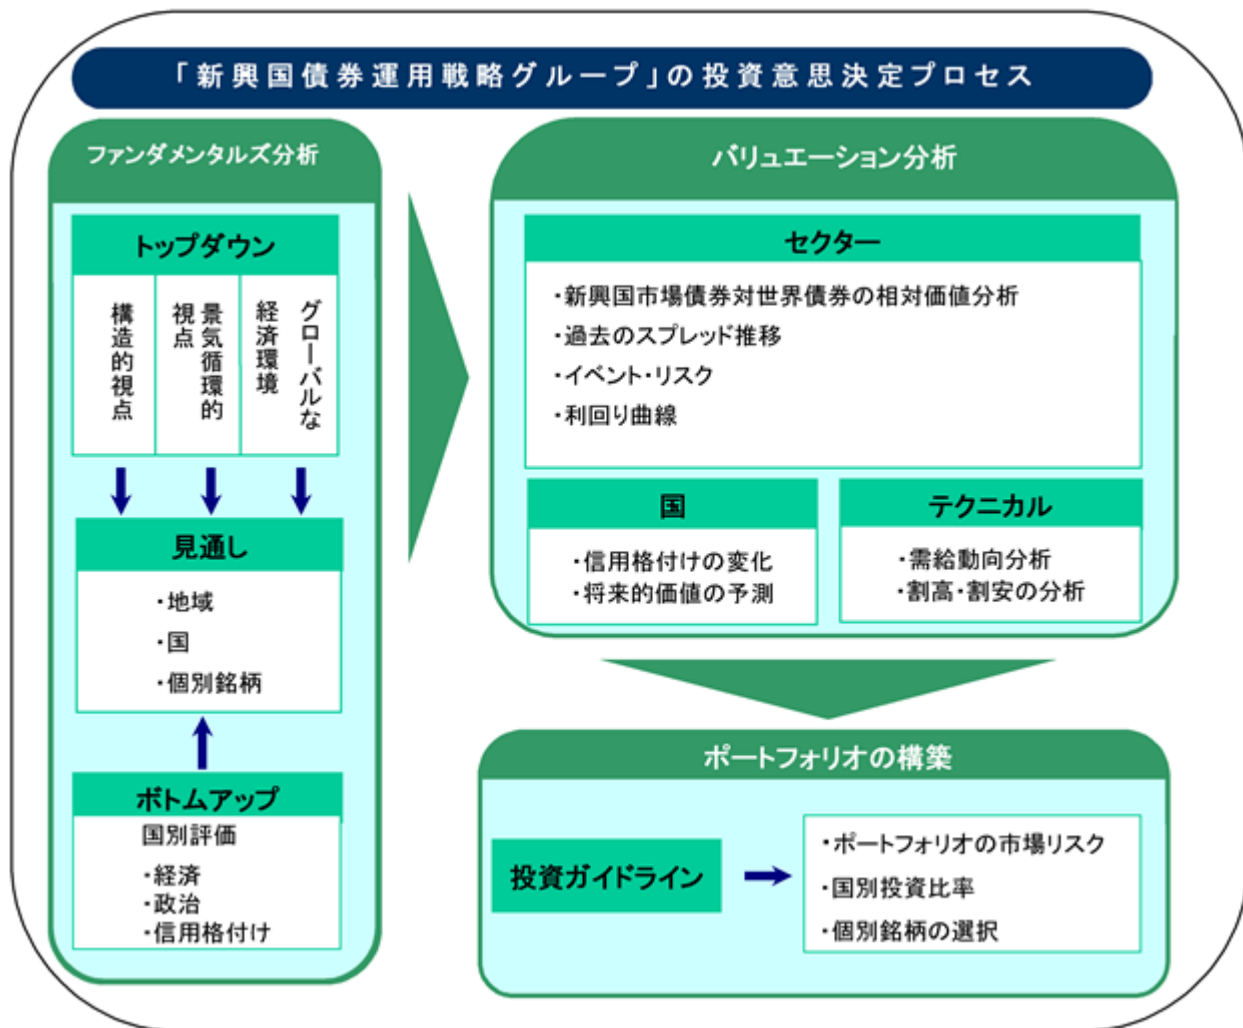 「新興国債券運用戦略グループ」の投資意思決定プロセス
ファンダメンタルズ分析
トップダウン
構造的視点
景気循環的
視点
グローバルな
経済環境
見通し
・地域
・国
・個別銘柄
ボトムアップ
国別評価
・経済
・政治
・信用格付け
バリュエーション分析
セクター
・新興国市場債券対世界債券の相対価値分析
・過去のスプレッド推移
・イベント・リスク
・利回り曲線
国
・信用格付けの変化
・将来的価値の予測
テクニカル
・需給動向分析
・割高・割安の分析
ポートフォリオの構築
投資ガイドライン
・ポートフォリオの市場リスク
・国別投資比率
・個別銘柄の選択